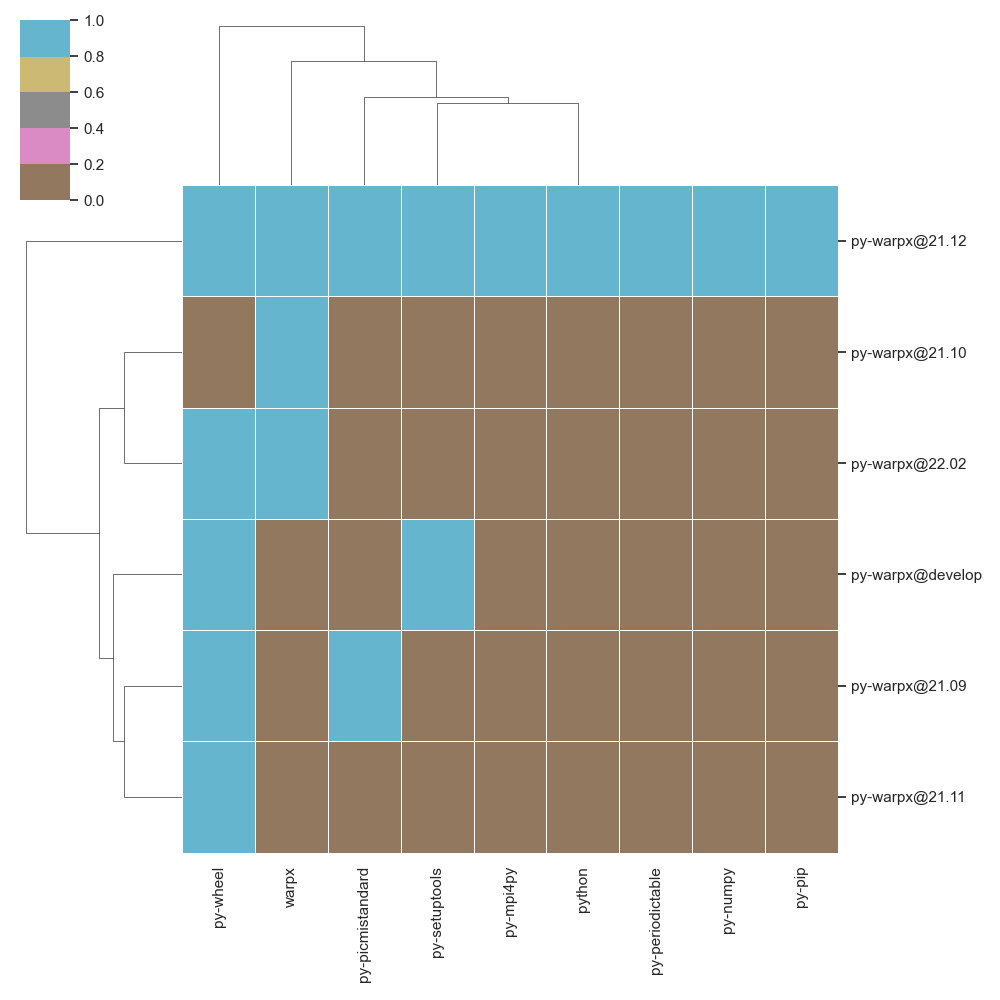 1.0
0.8
0.6
0.4
0.2
0.0
py-warpx@21.12
py-warpx@21.10
py-warpx@22.02
py-warpx@develop
py-warpx@21.09
py-warpx@21.11
py-wheel
warpx
py-picmistandard
py-setuptools
py-mpi4py
python
py-periodictable
py-numpy
py-pip